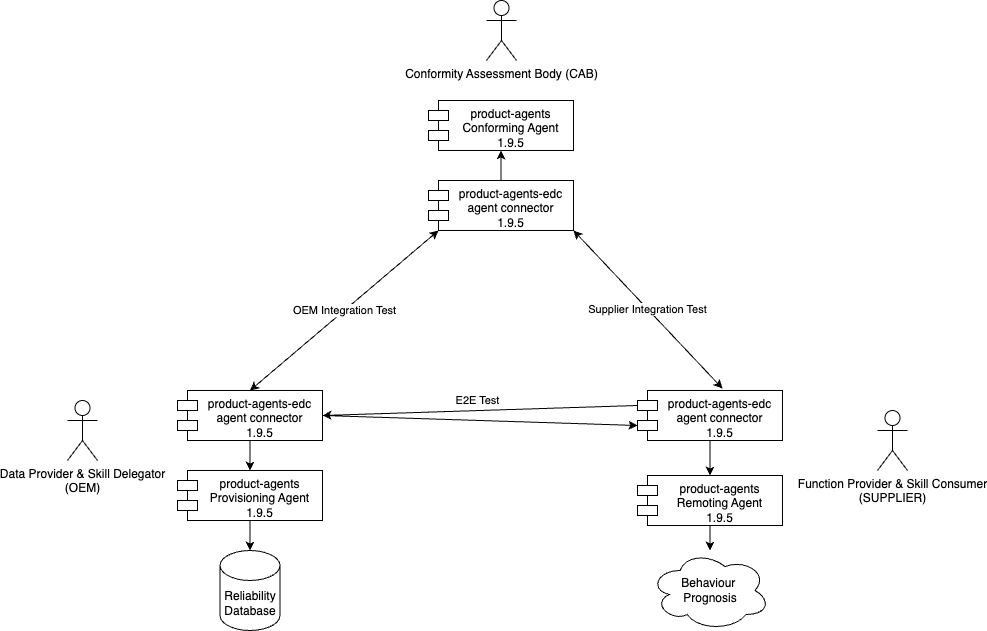 Conformity Assessment Body (CAB)
product-agents
Conforming Agent
1.9.5
product-agents-edc
agent connector
1.9.5
OEM Integration Test
Supplier Integration Test
product-agents-edc
agent connector
1.9.5
E2E Test
product-agents-edc
agent connector
1.9.5
Data Provider & Skill Delegator
(OEM)
product-agents
Provisioning Agent
1.9.5
product-agents
Remoting Agent
1.9.5
Function Provider & Skill Consumer
(SUPPLIER)
Reliability
Database
Behaviour
Prognosis